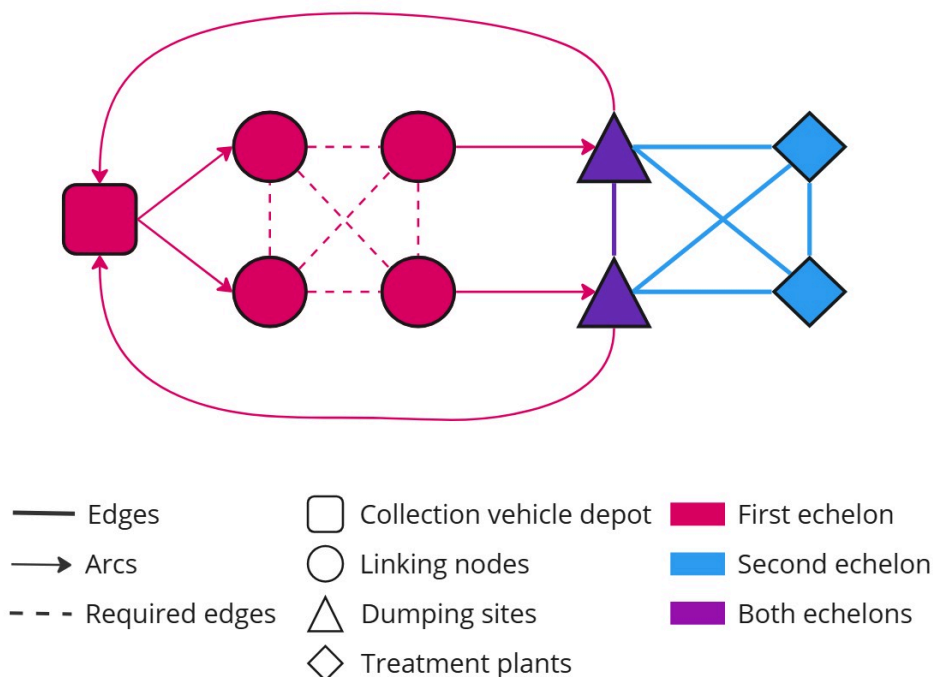 Edges
Arcs
Required edges
Collection vehicle depot
Linking nodes
Dumping sites
Treatment plants
First echelon
Second echelon
Both echelons